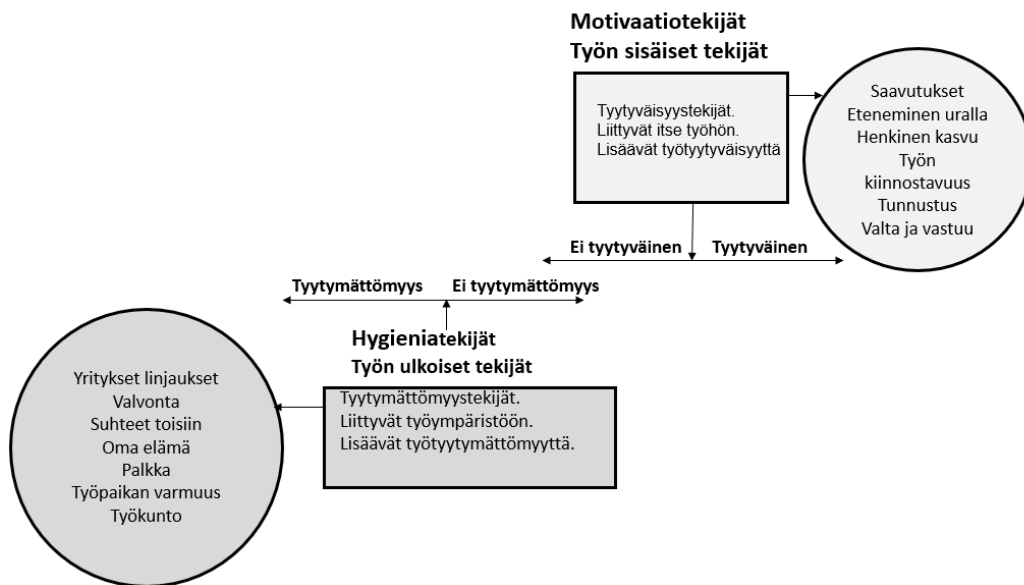 Motivaatiotekijät
Työn sisäiset tekijät
Tyytyväisyystekijät.
Liittyvät itse työhön.
Lisäävät työtyytyväisyyttä
Saavutukset
Eteneminen uralla
Henkinen kasvu
Työn
kiinnostavuus
Tunnustus
Valta ja vastuu
Ei tyytyväinen
Tyytyväinen
Tyytymättömyys
Ei tyytymättömyys
Hygieniatekijät
Työn ulkoiset tekijät
Tyytymättömyystekijät.
Liittyvät työympäristöön.
Lisäävät työtyytymättömyyttä.
Yritykset linjaukset
Valvonta
Suhteet toisiin
Oma elämä
Palkka
Työpaikan varmuus
Työkunto